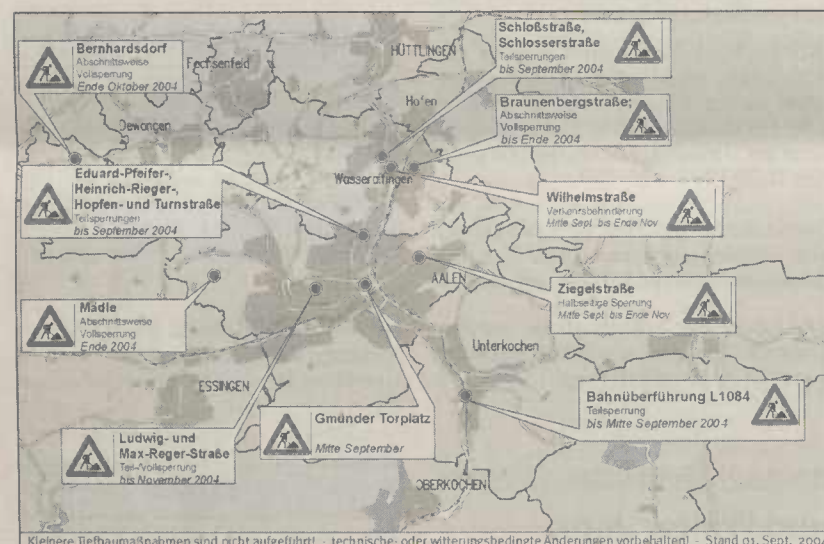 Bernhardsdorf
Abschnittsweise
Vollsperrung
Ende Oktober 2004
Fachsenfeld
HÜTTLINGEN
Schloßstraße,
Schlosserstraße
Teilsperrungen
bis September 2004
Hofen
Dewangen
Braunenbergstraße;
Abschnittsweise
Vollsperrung
bis Ende 2004
Eduard-Pfeifer-,
Heinrich-Rieger-,
Hopfen- und Turnstraße
Teilsperrungen
bis September 2004
Wasseralfingen
Wilhelmstraße
Verkehrsbehinderung
Mitte Sept. bis Ende Nov
AALEN
Ziegelstraße
Halbseitige Sperrung
Mitte Sept. bis Ende Nov
Mädle
Abschnittsweise
Vollsperrung
Ende 2004
Unterkochen
ESSINGEN
Gmünder Torplatz
Mitte September
Bahnüberführung L1084
Teilsperrung
bis Mitte September 2004
Ludwig- und
Max-Reger-Straße
Teil-/Vollsperrung
bis November 2004
OBERKOCHEN
Kleinere Tiefbaumaßnahmen sind nicht aufgeführt! - technische- oder witterungsbedingte Änderungen vorbehalten! - Stand 01. Sept. 2004